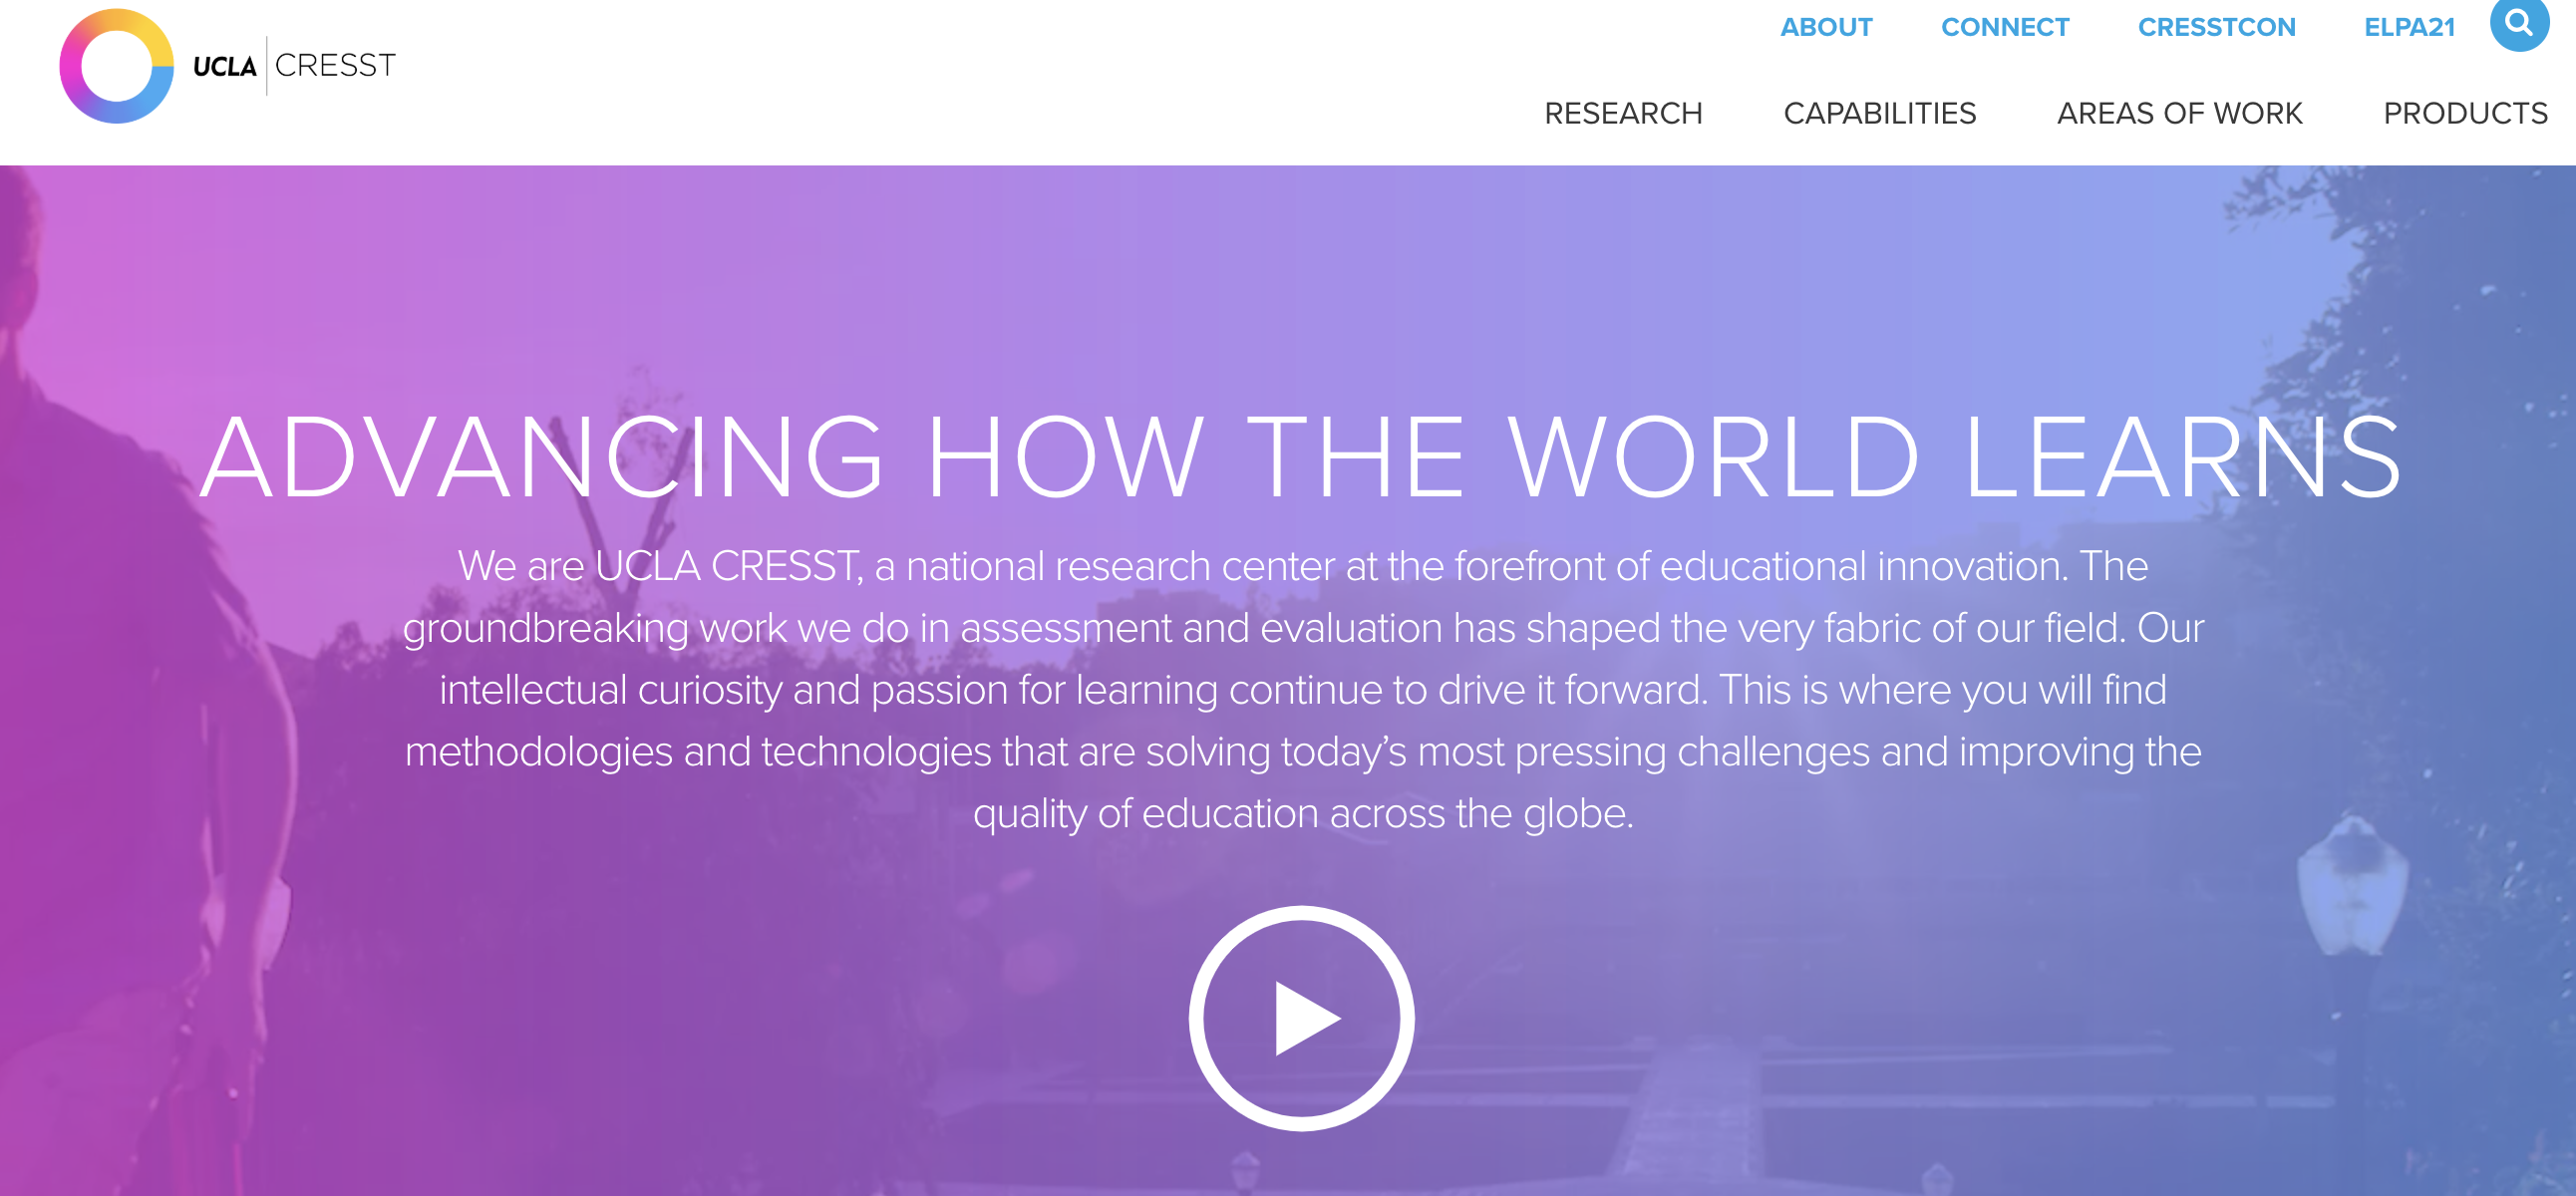 UCLA CRESST
ABOUT CONNECT CRESSTCON ELPA21
RESEARCH CAPABILITIES AREAS OF WORK PRODUCTS
ADVANCING HOW THE WORLD LEARNS
We are UCLA CRESST, a national research center at the forefront of educational innovation. The
groundbreaking work we do in assessment and evaluation has shaped the very fabric of our field. Our
intellectual curiosity and passion for learning continue to drive it forward. This is where you will find
methodologies and technologies that are solving today’s most pressing challenges and improving the
quality of education across the globe.